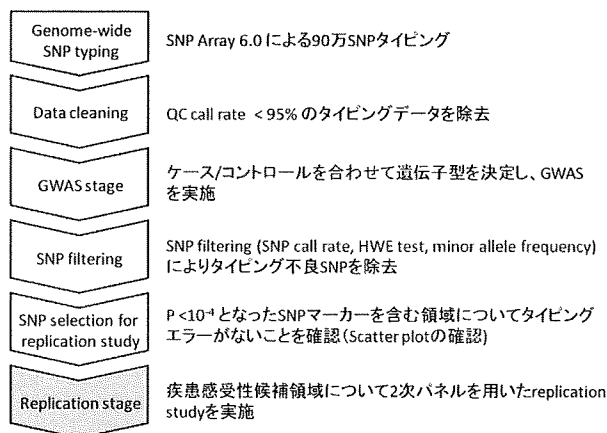 Genome-wide
SNP typing
SNP Array 6.0 による90万SNPタイピング
Data cleaning
QC call rate < 95% のタイピングデータを除去
GWAS stage
ケース/コントロールを合わせて遺伝子型を決定し、GWAS
を実施
SNP filtering
SNP filtering (SNP call rate, HWE test, minor allele frequency)
によりタイピング不良SNPを除去
SNP selection for
replication study
P <10⁻⁴ となったSNPマーカーを含む領域についてタイピング
エラーがないことを確認(Scatter plotの確認)
Replication stage
疾患感受性候補領域について2次パネルを用いたreplication
studyを実施